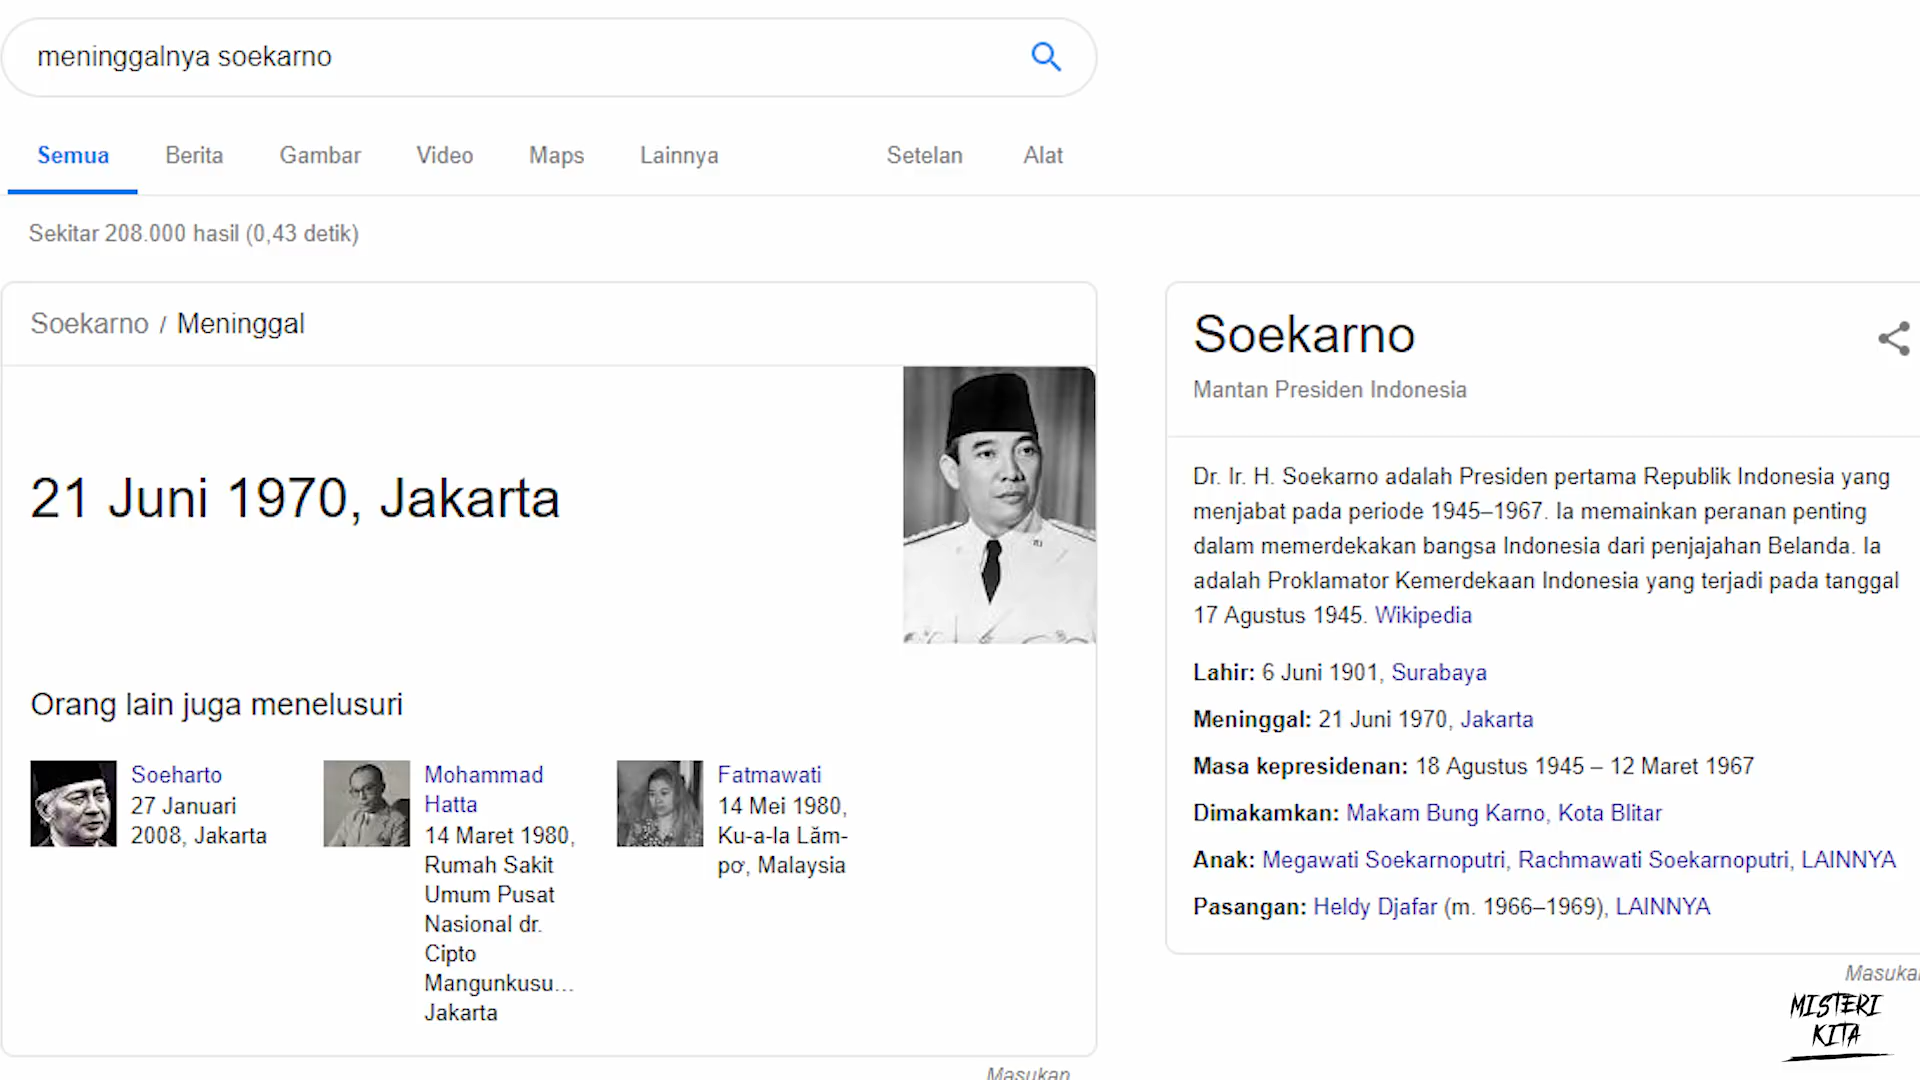 meninggalnya soekarno
Semua Berita Gambar Video Maps Lainnya Setelan Alat
Sekitar 208.000 hasil (0,43 detik)
Soekarno / Meninggal
21 Juni 1970, Jakarta
Orang lain juga menelusuri
Soeharto
27 Januari
2008, Jakarta
Mohammad
Hatta
14 Maret 1980,
Rumah Sakit
Umum Pusat
Nasional dr.
Cipto
Mangunkusu...
Jakarta
Fatmawati
14 Mei 1980,
Ku-a-la Lăm-
pơ, Malaysia
Masukan
Soekarno
Mantan Presiden Indonesia
Dr. Ir. H. Soekarno adalah Presiden pertama Republik Indonesia yang
menjabat pada periode 1945–1967. Ia memainkan peranan penting
dalam memerdekakan bangsa Indonesia dari penjajahan Belanda. Ia
adalah Proklamator Kemerdekaan Indonesia yang terjadi pada tanggal
17 Agustus 1945. Wikipedia
Lahir: 6 Juni 1901, Surabaya
Meninggal: 21 Juni 1970, Jakarta
Masa kepresidenan: 18 Agustus 1945 – 12 Maret 1967
Dimakamkan: Makam Bung Karno, Kota Blitar
Anak: Megawati Soekarnoputri, Rachmawati Soekarnoputri, LAINNYA
Pasangan: Heldy Djafar (m. 1966–1969), LAINNYA
Masukan
MISTERI
KITA